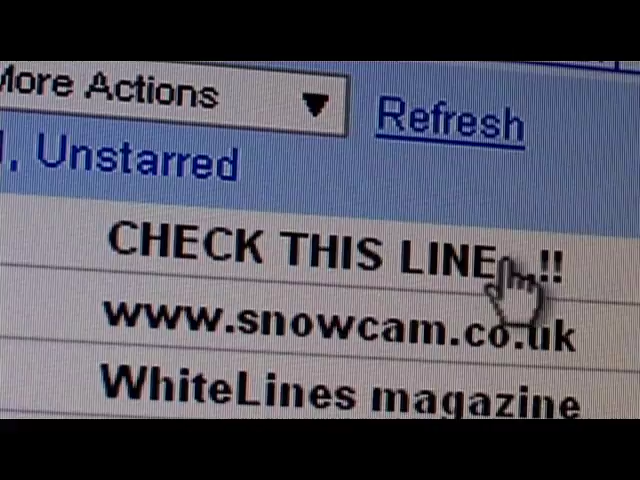 More Actions
Refresh
, Unstarred
CHECK THIS LINE !!
www.snowcam.co.uk
WhiteLines magazine